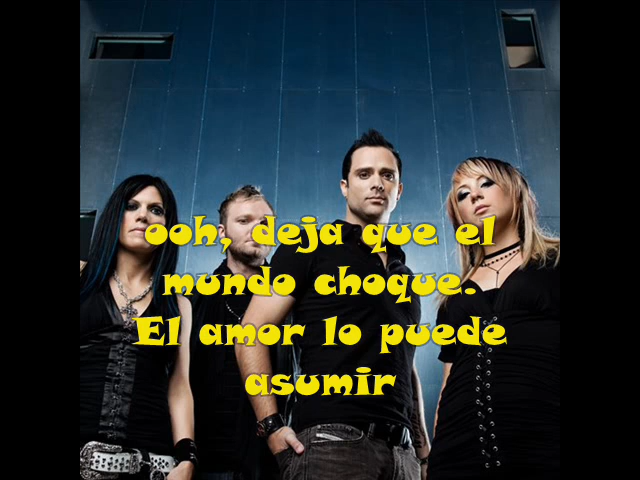 ooh, deja que el
mundo choque.
El amor lo puede
asumir